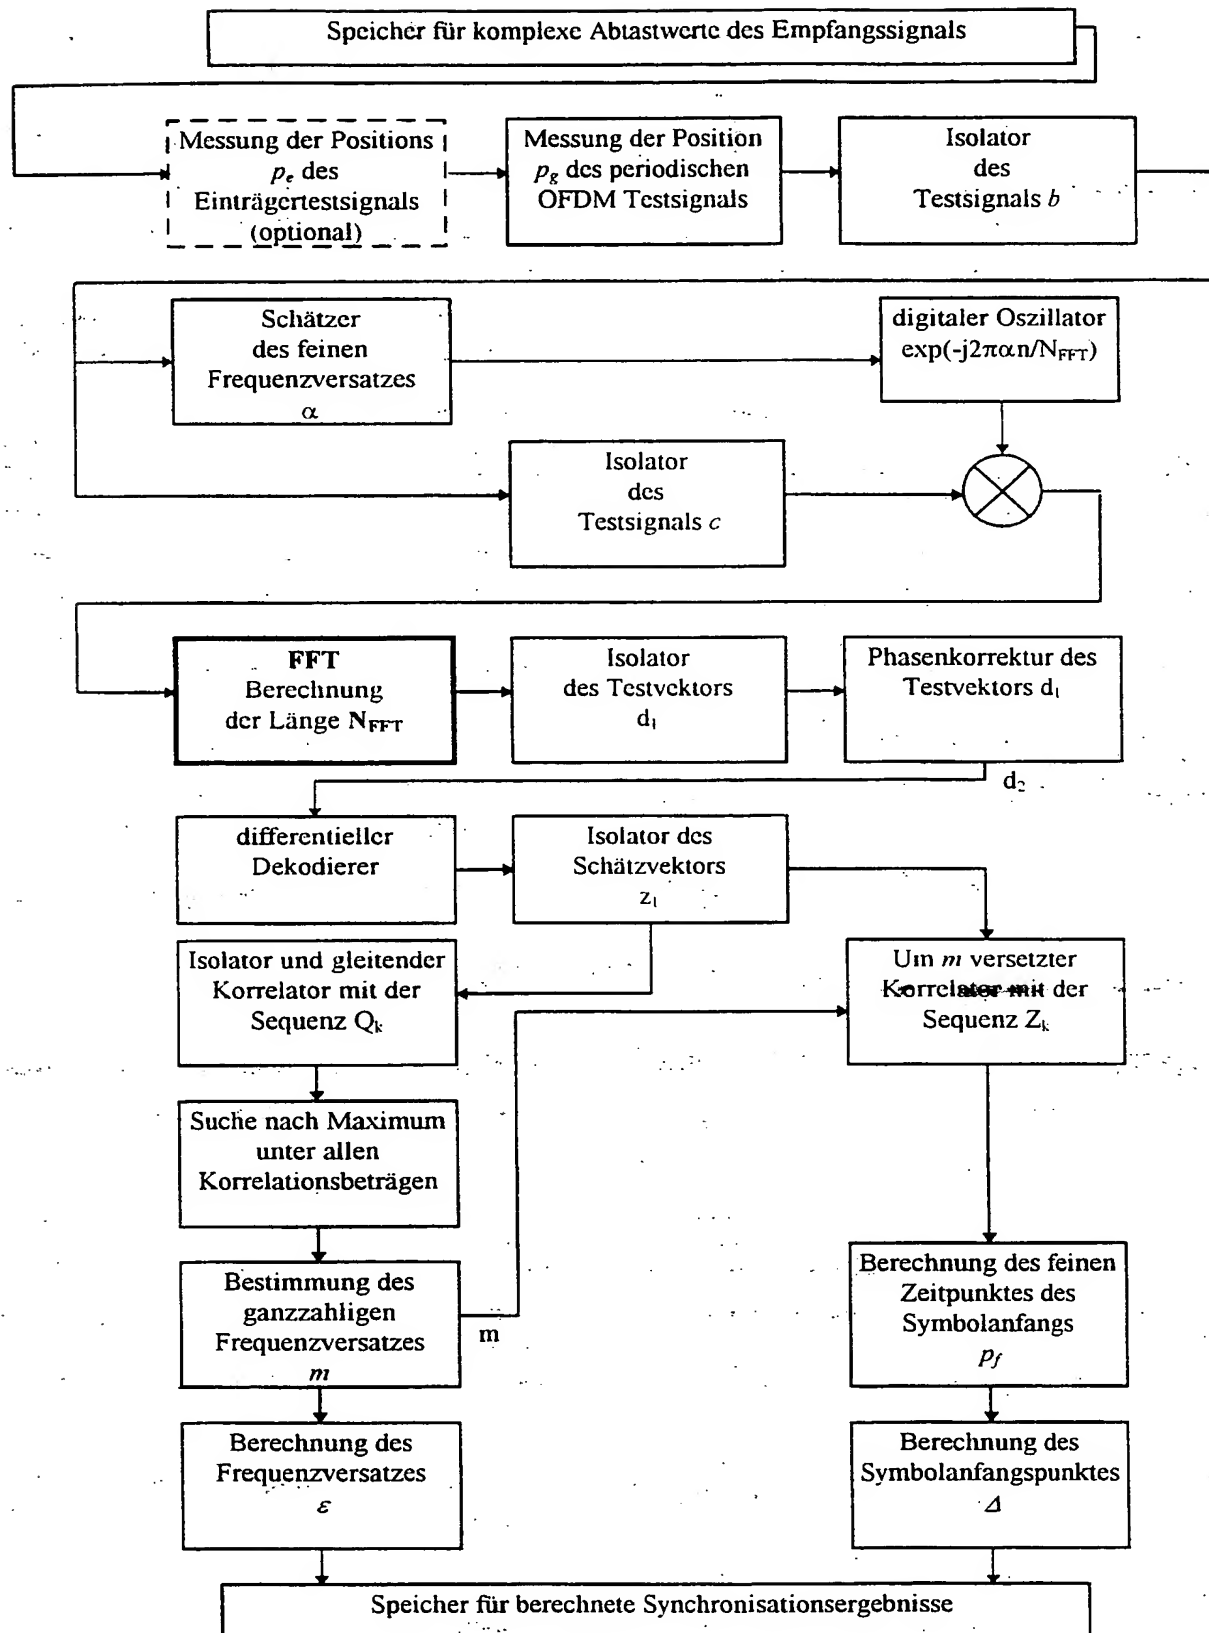 Speicher für komplexe Abtastwerte des Empfangssignals
Messung der Positions
pₑ des
Einträgertestsignals
(optional)
Messung der Position
p_g des periodischen
OFDM Testsignals
Isolator
des
Testsignals b
Schätzer
des feinen
Frequenzversatzes
α
digitaler Oszillator
exp(-j2παn/N_FFT)
Isolator
des
Testsignals c
FFT
Berechnung
der Länge N_FFT
Isolator
des Testvektors
d₁
Phasenkorrektur des
Testvektors d₁
d₂
differentieller
Dekodierer
Isolator des
Schätzvektors
z₁
Isolator und gleitender
Korrelator mit der
Sequenz Qₖ
Um m versetzter
Korrelator mit der
Sequenz Zₖ
Suche nach Maximum
unter allen
Korrelationsbeträgen
Bestimmung des
ganzzahligen
Frequenzversatzes
m
m
Berechnung des feinen
Zeitpunktes des
Symbolanfangs
p_f
Berechnung des
Frequenzversatzes
ε
Berechnung des
Symbolanfangspunktes
Δ
Speicher für berechnete Synchronisationsergebnisse